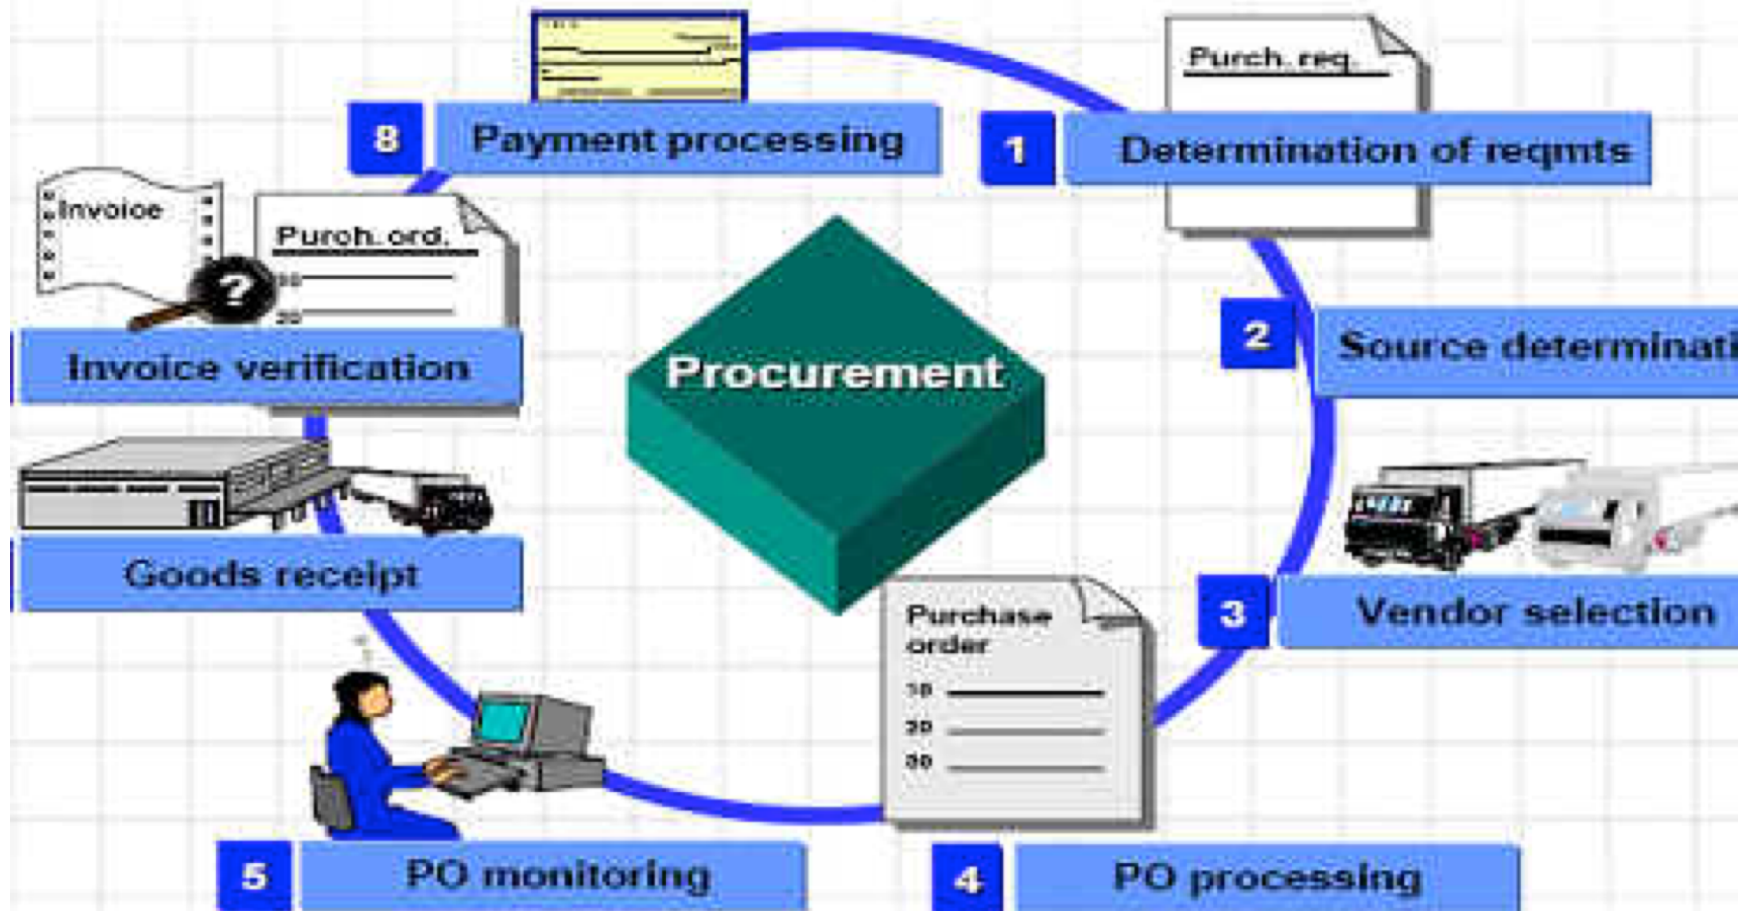 Purch. req.
8
Payment processing
1
Determination of reqmts
Invoice
Purch. ord.
?
20
Invoice verification
2
Source determinati
Procurement
Goods receipt
3
Vendor selection
Purchase
order
10
20
30
5
PO monitoring
4
PO processing